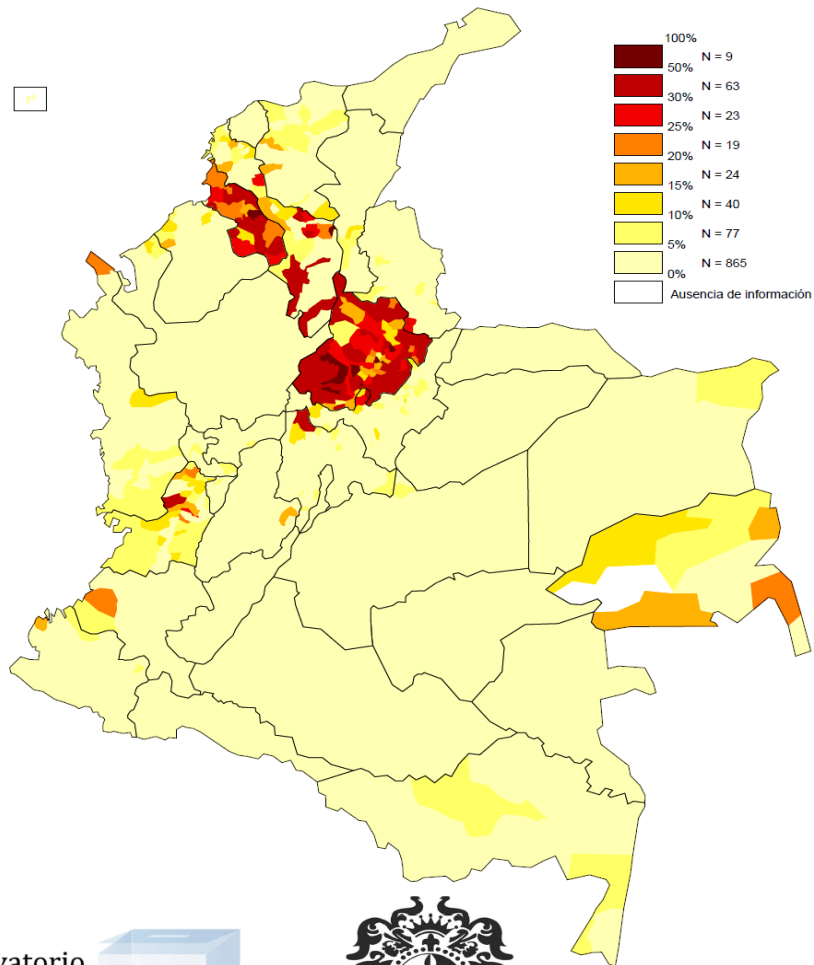 100%
N = 9
50%
N = 63
30%
N = 23
25%
N = 19
20%
N = 24
15%
N = 40
10%
N = 77
5%
N = 865
0%
Ausencia de información
vatorio